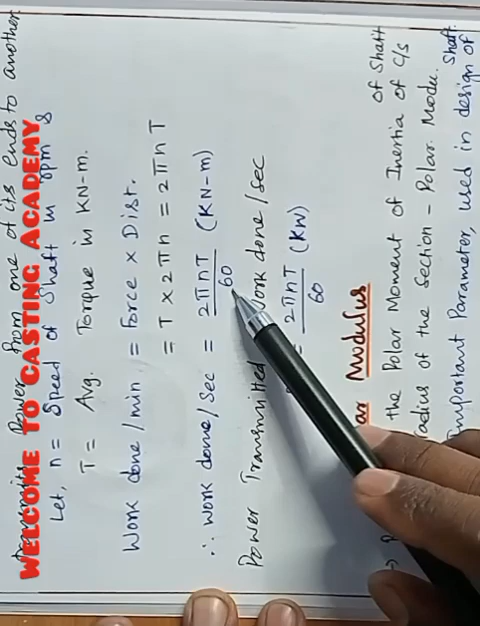 transmits Power from one of its ends to another
WELCOME TO CASTING ACADEMY
Let, n = Speed of Shaft in rpm &
T = Avg. Torque in KN-m.
Work done/min = Force × Dist.
= T × 2πn = 2πnT
∴ work done/sec = 2πnT/60 (KN-m)
Power Transmitted Work done/sec
= 2πnT/60 (KW)
ar Modulus
→ the Polar Moment of Inertia of C/s of Shaft
radius of the Section - Polar Modu.
important Parameter, used in design of Shaft.